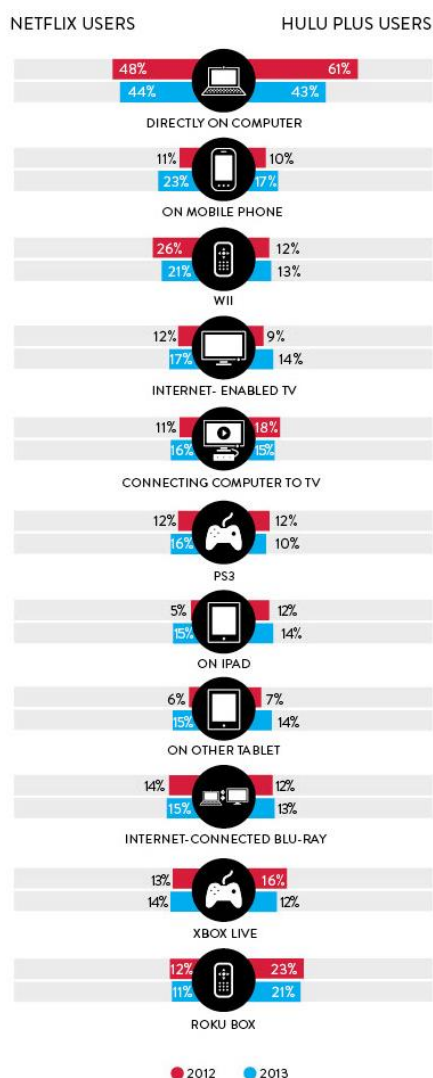 NETFLIX USERS HULU PLUS USERS
48% 61%
44% 43%
DIRECTLY ON COMPUTER
11% 10%
23% 17%
ON MOBILE PHONE
26% 12%
21% 13%
WII
12% 9%
17% 14%
INTERNET- ENABLED TV
11% 18%
16% 15%
CONNECTING COMPUTER TO TV
12% 12%
16% 10%
PS3
5% 12%
15% 14%
ON IPAD
6% 7%
15% 14%
ON OTHER TABLET
14% 12%
15% 13%
INTERNET-CONNECTED BLU-RAY
13% 16%
14% 12%
XBOX LIVE
12% 23%
11% 21%
ROKU BOX
2012 2013